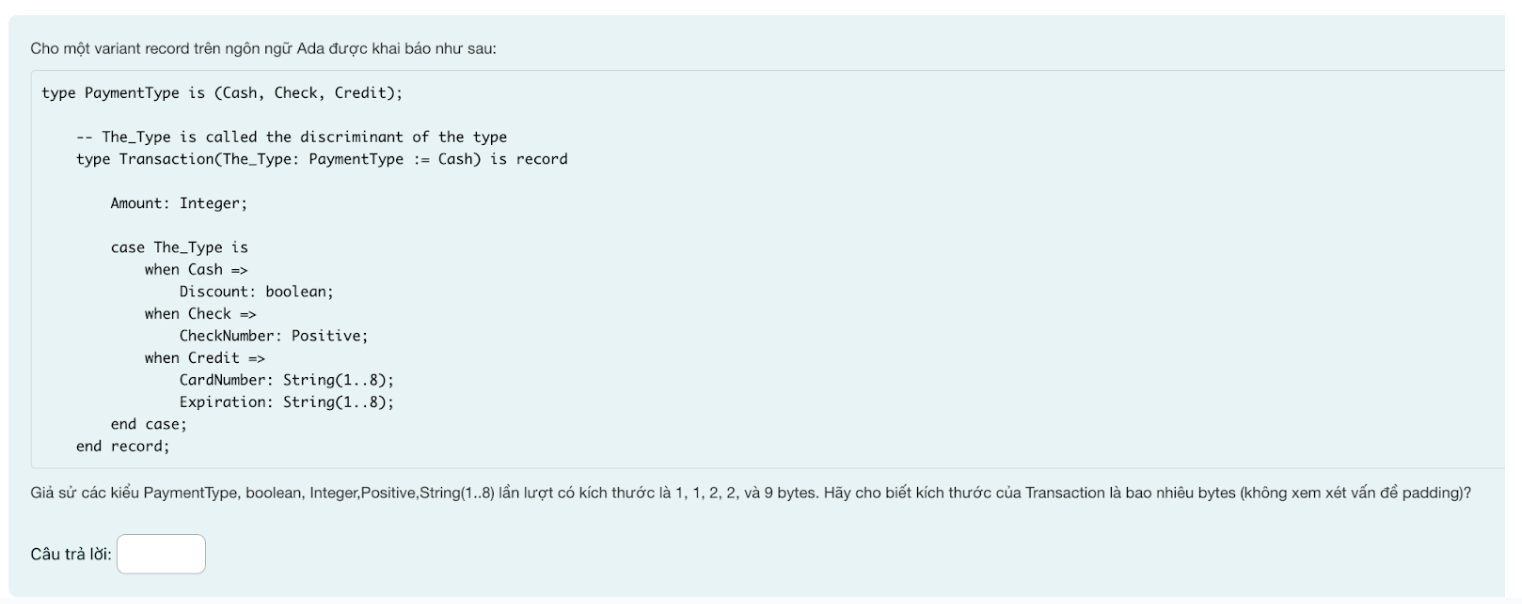 Cho một variant record trên ngôn ngữ Ada được khai báo như sau:
type PaymentType is (Cash, Check, Credit);
-- The_Type is called the discriminant of the type
type Transaction(The_Type: PaymentType := Cash) is record
Amount: Integer;
case The_Type is
when Cash =>
Discount: boolean;
when Check =>
CheckNumber: Positive;
when Credit =>
CardNumber: String(1..8);
Expiration: String(1..8);
end case;
end record;
Giả sử các kiểu PaymentType, boolean, Integer,Positive,String(1..8) lần lượt có kích thước là 1, 1, 2, 2, và 9 bytes. Hãy cho biết kích thước của Transaction là bao nhiêu bytes (không xem xét vấn đề padding)?
Câu trả lời: